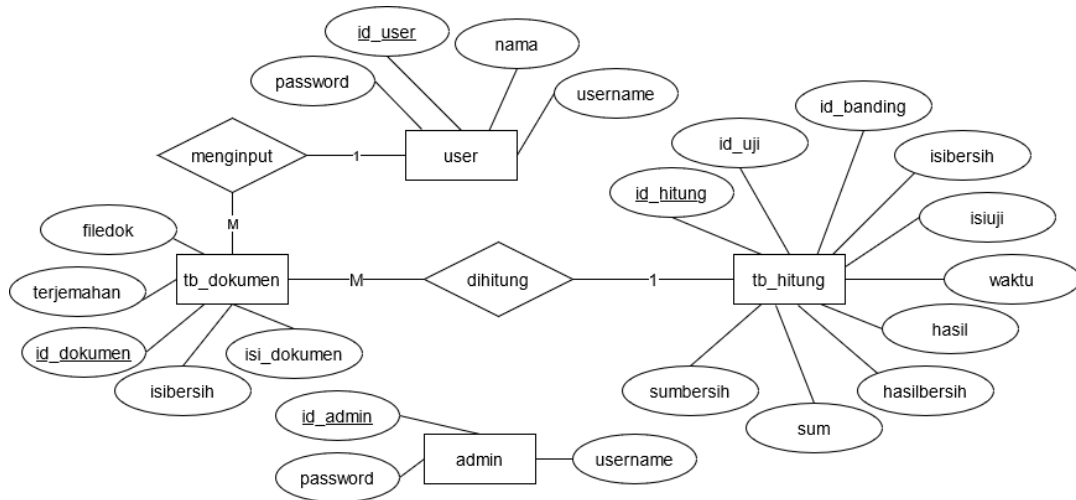 id_user
nama
password
username
menginput
1
user
id_banding
id_uji
isibersih
id_hitung
isiuji
M
filedok
tb_dokumen
M
dihitung
1
tb_hitung
terjemahan
waktu
hasil
id_dokumen
isi_dokumen
isibersih
sumbersih
hasilbersih
sum
id_admin
admin
username
password